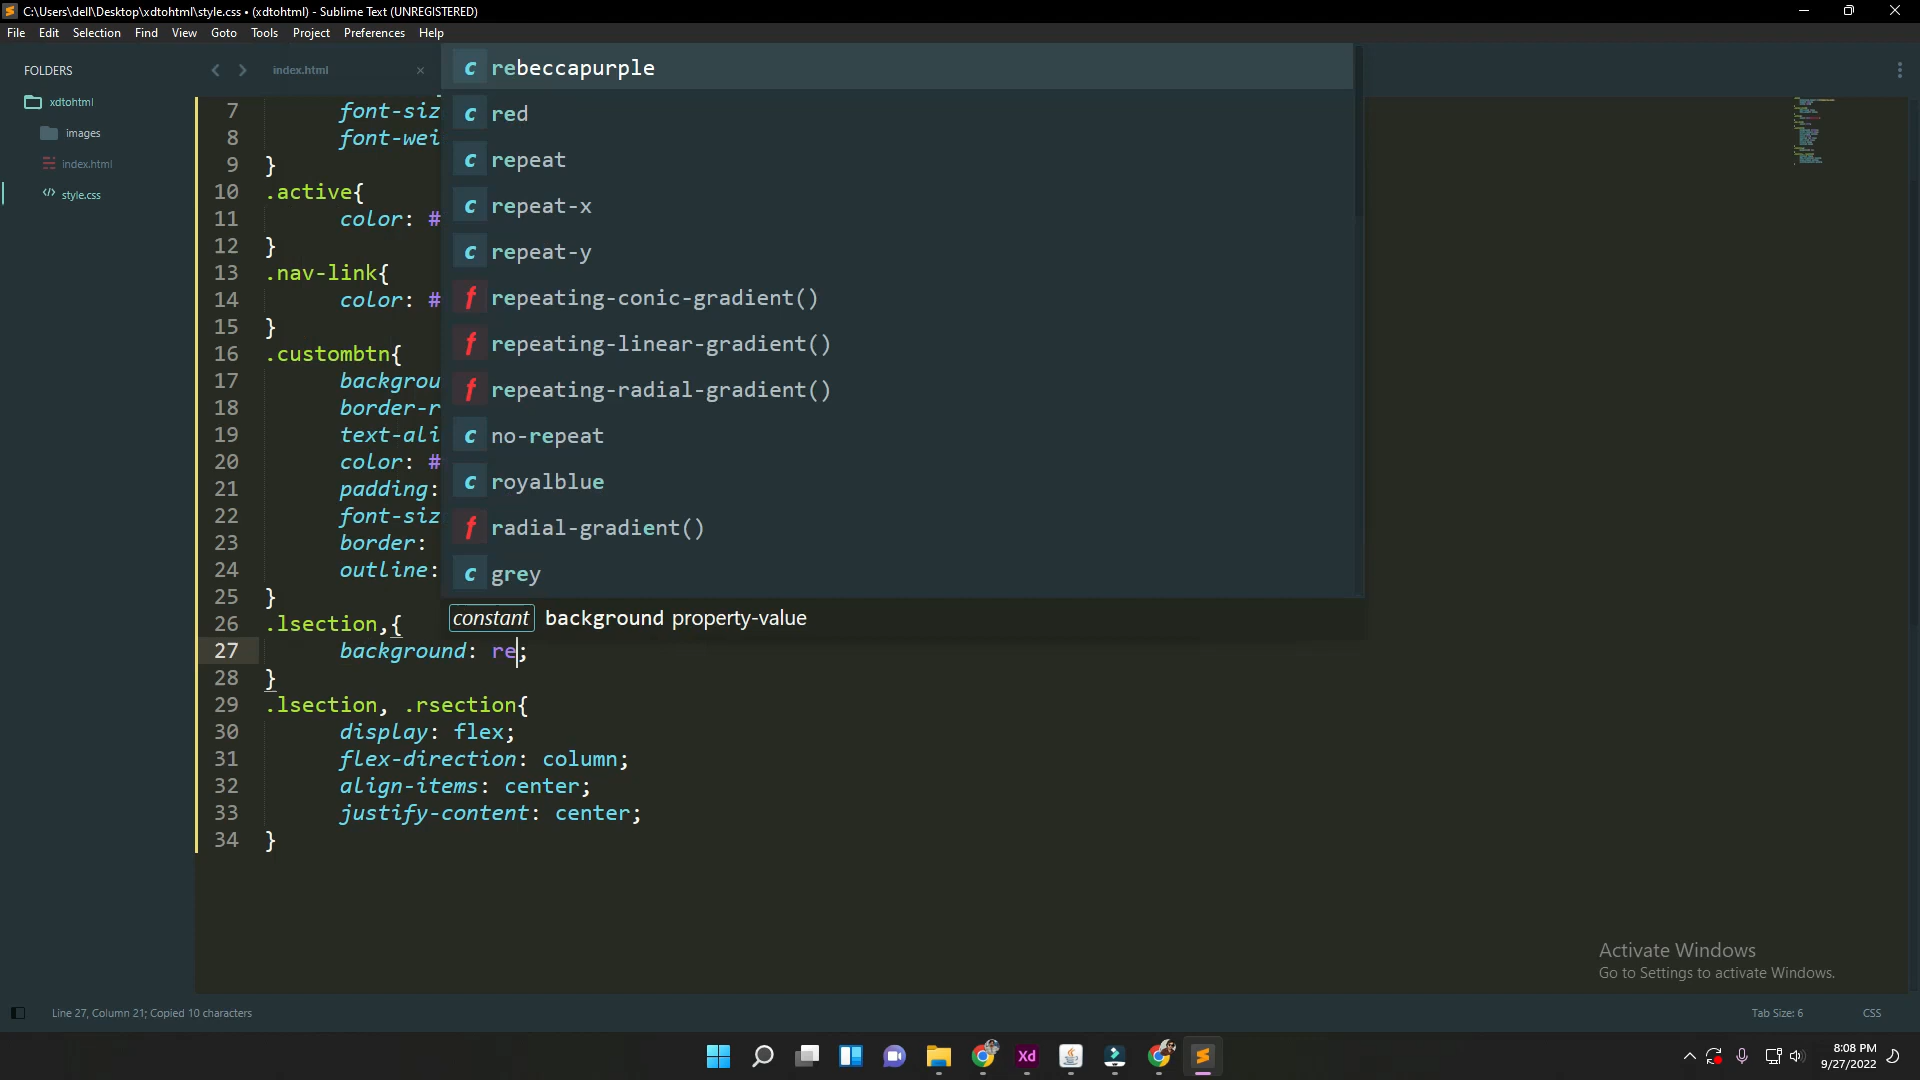 C:\Users\dell\Desktop\xdtohtml\style.css • (xdtohtml) - Sublime Text (UNREGISTERED)
File Edit Selection Find View Goto Tools Project Preferences Help
FOLDERS
xdtohtml
images
index.html
style.css
index.html
7 font-siz
8 font-wei
9 }
10 .active{
11 color: #
12 }
13 .nav-link{
14 color: #
15 }
16 .custombtn{
17 backgrou
18 border-r
19 text-ali
20 color: #
21 padding:
22 font-siz
23 border:
24 outline:
25 }
26 .lsection,{
27 background: re;
28 }
29 .lsection, .rsection{
30 display: flex;
31 flex-direction: column;
32 align-items: center;
33 justify-content: center;
34 }
c rebeccapurple
c red
c repeat
c repeat-x
c repeat-y
f repeating-conic-gradient()
f repeating-linear-gradient()
f repeating-radial-gradient()
c no-repeat
c royalblue
f radial-gradient()
c grey
constant background property-value
Activate Windows
Go to Settings to activate Windows.
Line 27, Column 21; Copied 10 characters
Tab Size: 6
CSS
Xd
8:08 PM
9/27/2022